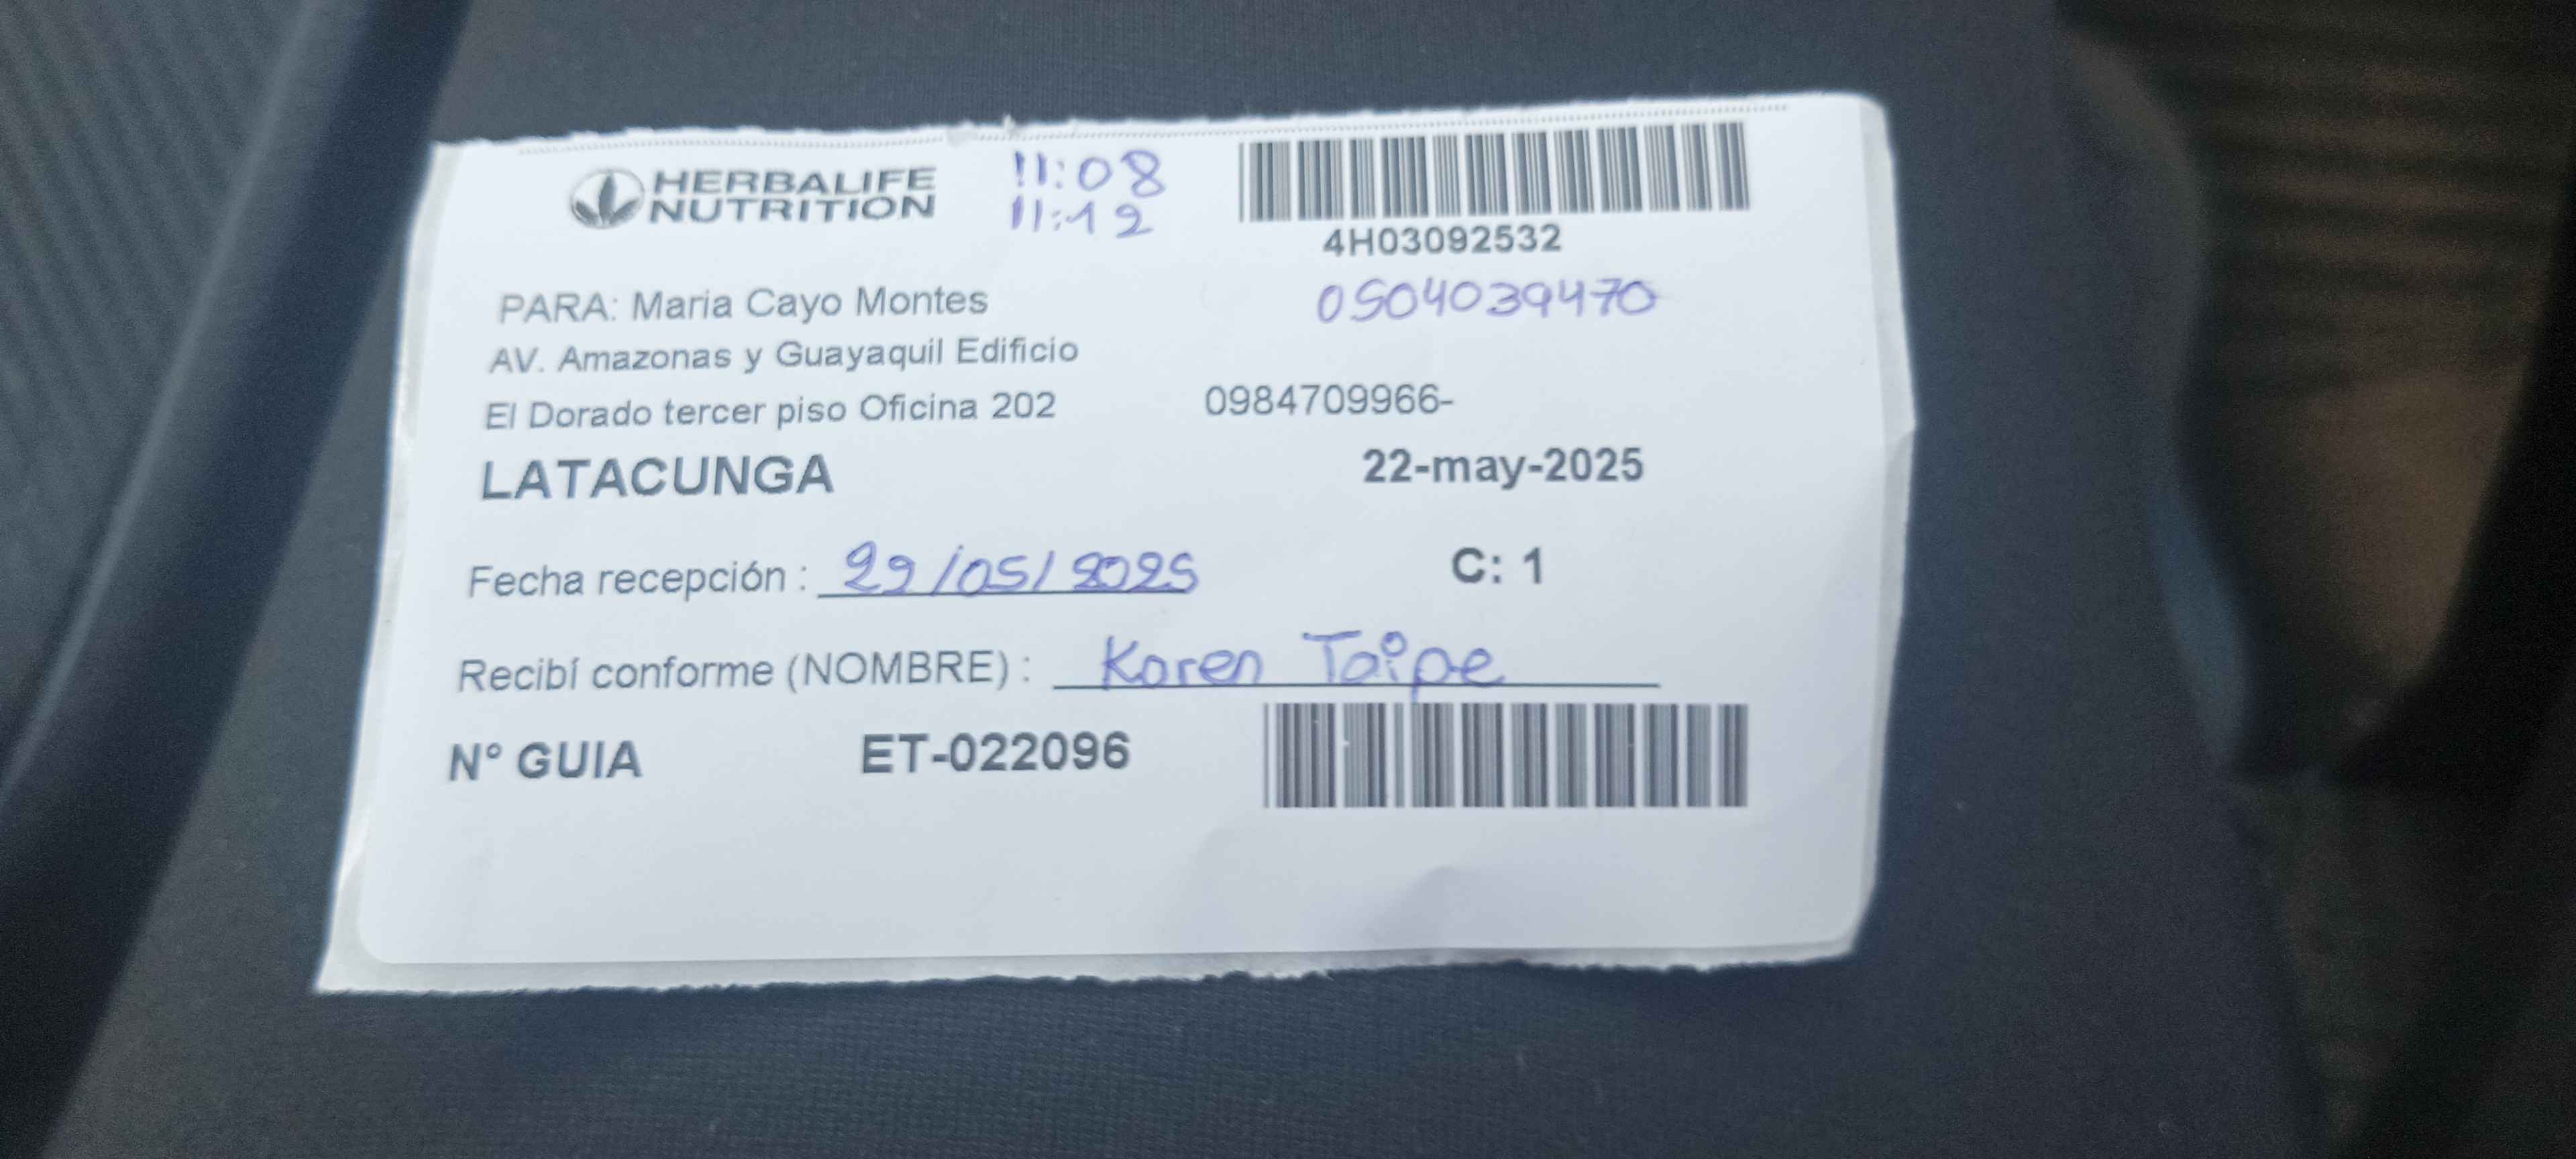 HERBALIFE
NUTRITION
11:08
11:12
4H03092532
PARA: Maria Cayo Montes
0504039470
AV. Amazonas y Guayaquil Edificio
El Dorado tercer piso Oficina 202 0984709966-
LATACUNGA 22-may-2025
Fecha recepción : 29/05/2025 C: 1
Recibí conforme (NOMBRE) : Karen Taipe
N° GUIA ET-022096